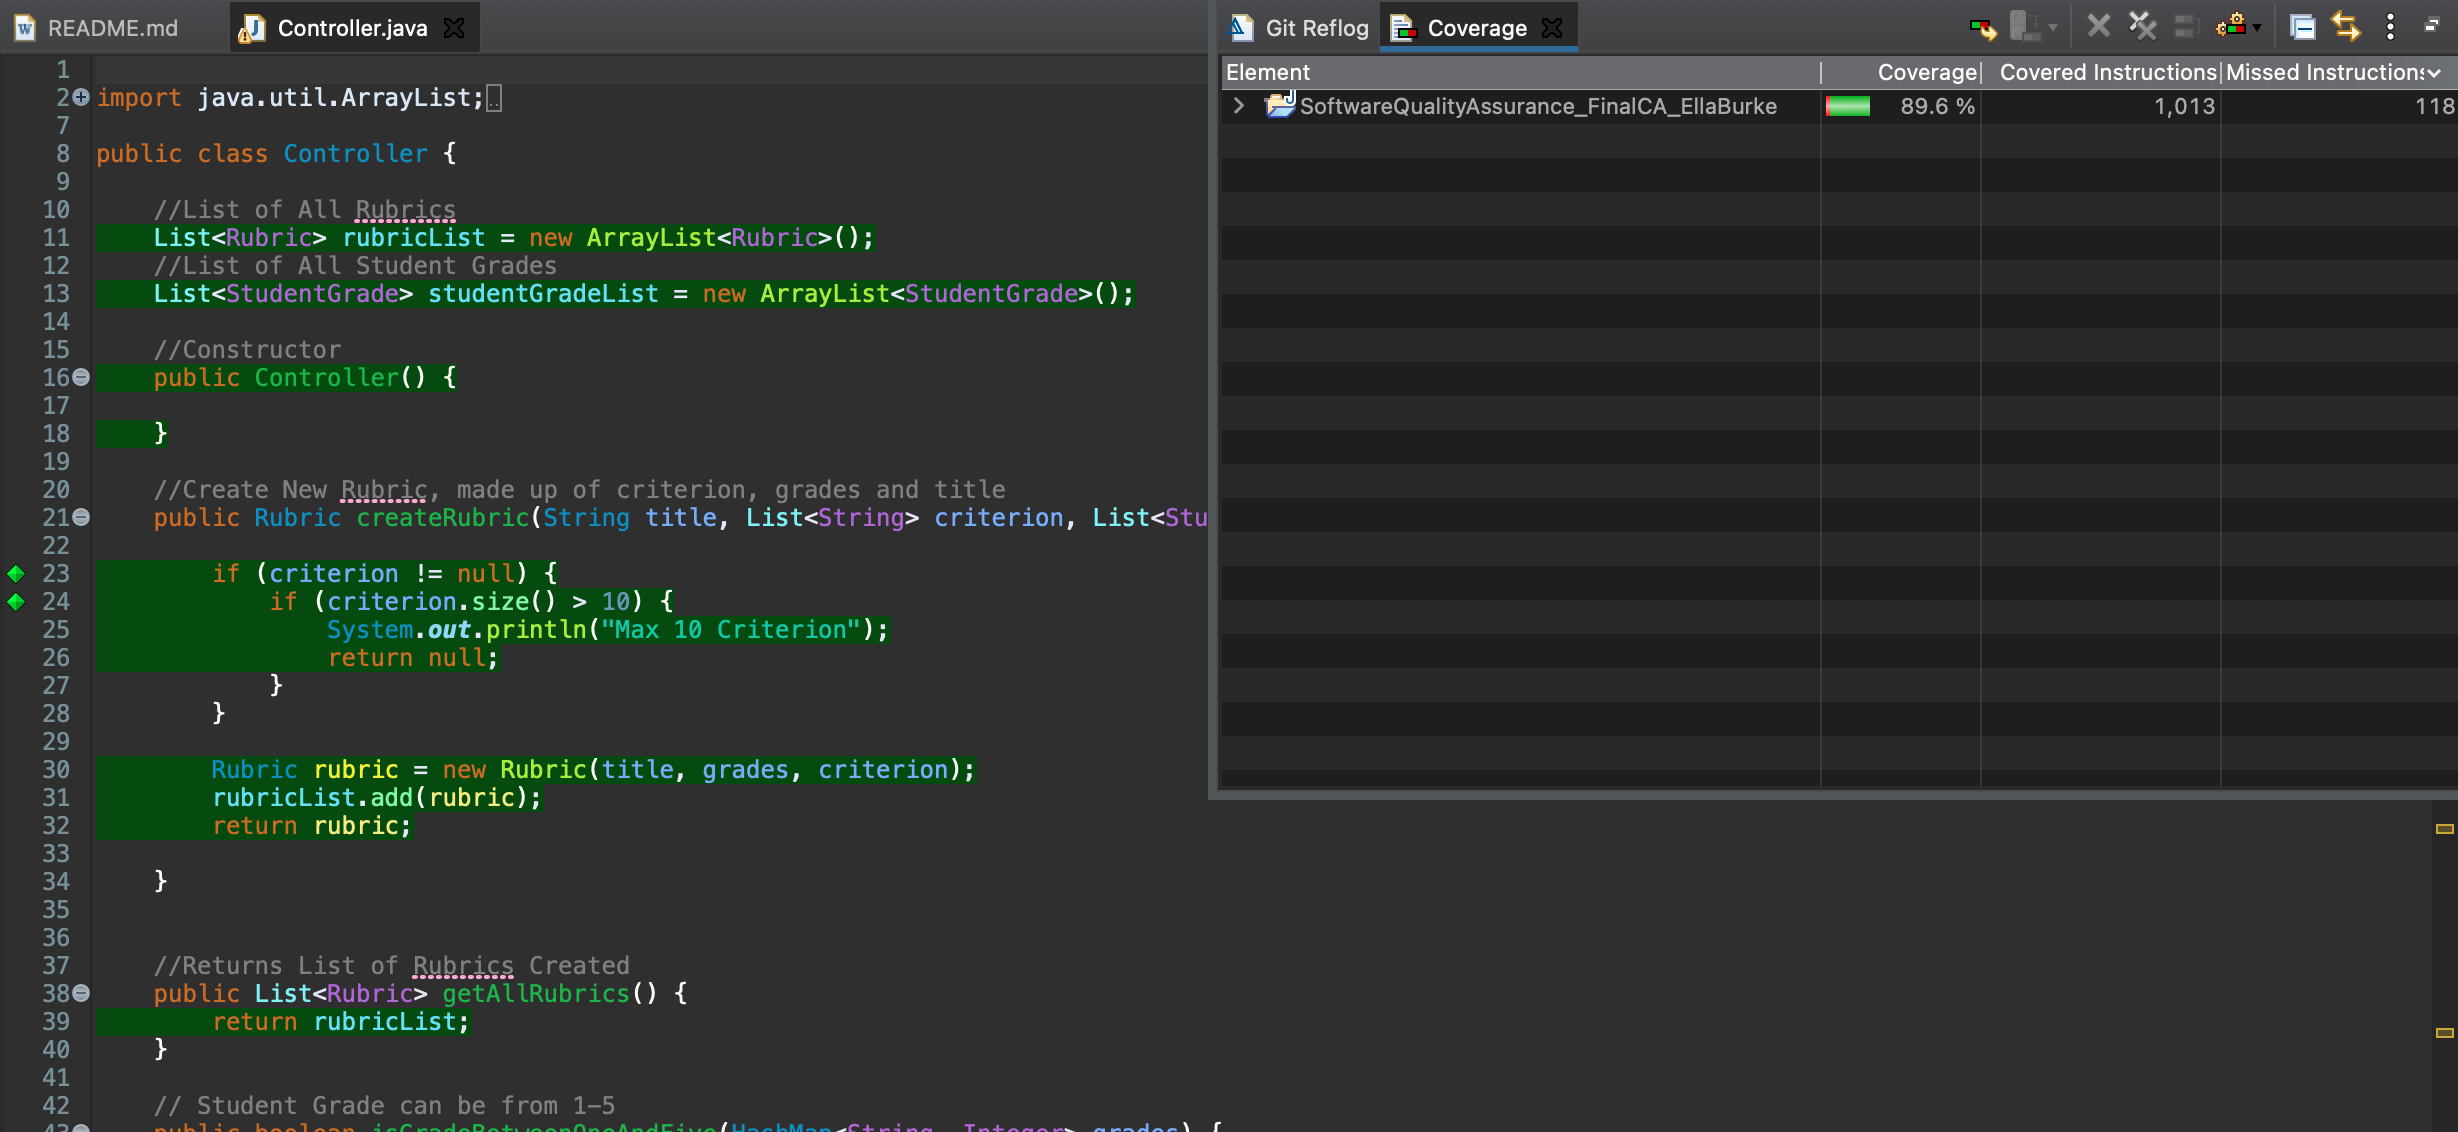 README.md
Controller.java
1
2 import java.util.ArrayList;
7
8 public class Controller {
9
10 //List of All Rubrics
11 List<Rubric> rubricList = new ArrayList<Rubric>();
12 //List of All Student Grades
13 List<StudentGrade> studentGradeList = new ArrayList<StudentGrade>();
14
15 //Constructor
16 public Controller() {
17
18 }
19
20 //Create New Rubric, made up of criterion, grades and title
21 public Rubric createRubric(String title, List<String> criterion, List<Stu
22
23 if (criterion != null) {
24 if (criterion.size() > 10) {
25 System.out.println("Max 10 Criterion");
26 return null;
27 }
28 }
29
30 Rubric rubric = new Rubric(title, grades, criterion);
31 rubricList.add(rubric);
32 return rubric;
33
34 }
35
36
37 //Returns List of Rubrics Created
38 public List<Rubric> getAllRubrics() {
39 return rubricList;
40 }
41
42 // Student Grade can be from 1-5
43 public boolean isGradeBetweenOneAndFive(HashMap<String, Integer> grades) {
Git Reflog
Coverage
Element Coverage Covered Instructions Missed Instructions
SoftwareQualityAssurance_FinalCA_EllaBurke 89.6 % 1,013 118